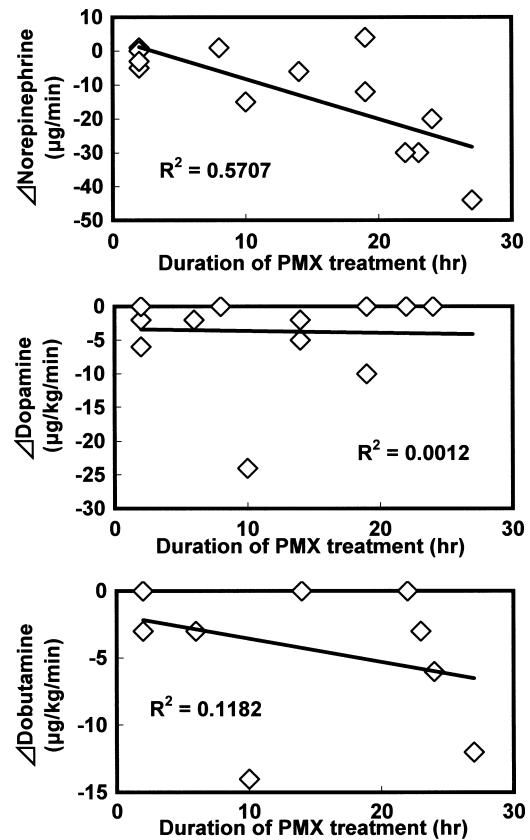 10
0
-10
-20
-30
-40
-50
⊿Norepinephrine
(µg/min)
R² = 0.5707
0 10 20 30
Duration of PMX treatment (hr)
0
-5
-10
-15
-20
-25
-30
⊿Dopamine
(µg/kg/min)
R² = 0.0012
0 10 20 30
Duration of PMX treatment (hr)
0
-5
-10
-15
⊿Dobutamine
(µg/kg/min)
R² = 0.1182
0 10 20 30
Duration of PMX treatment (hr)